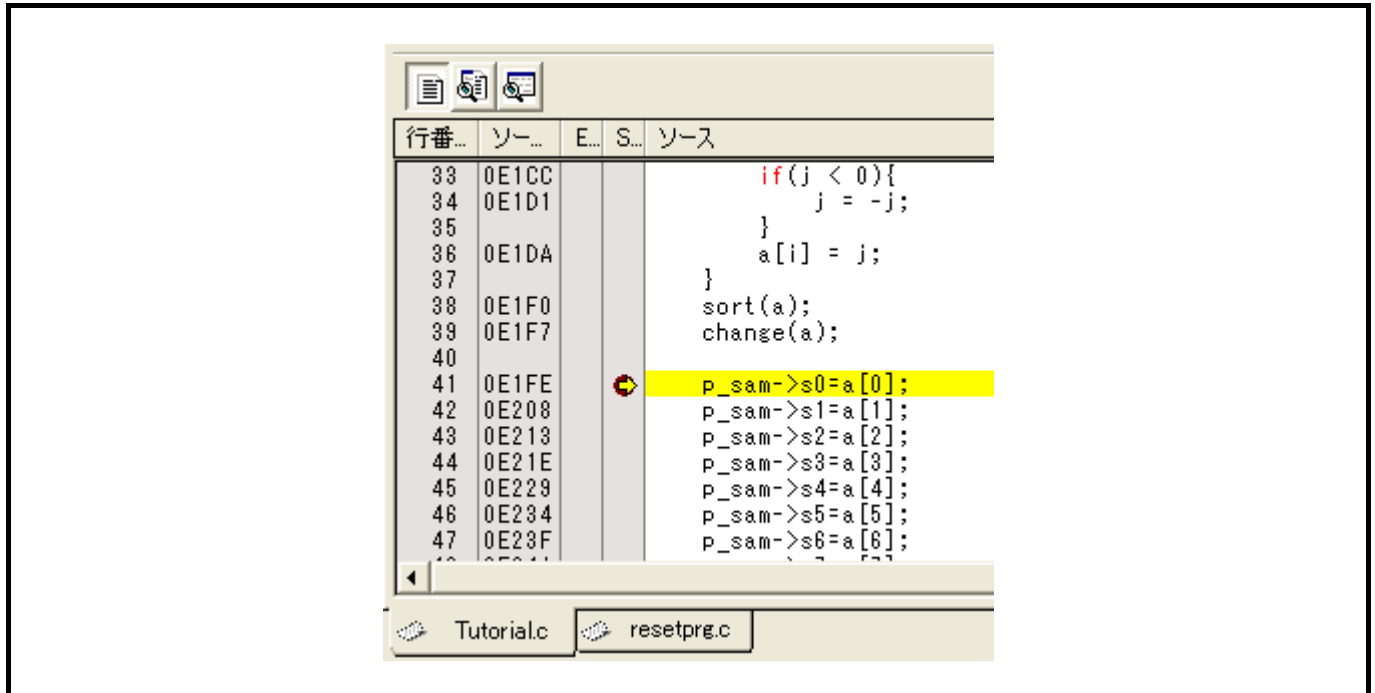 行番... ソー... E... S... ソース
33 0E1CC if(j < 0){
34 0E1D1 j = -j;
35 }
36 0E1DA a[i] = j;
37 }
38 0E1F0 sort(a);
39 0E1F7 change(a);
40
41 0E1FE p_sam->s0=a[0];
42 0E208 p_sam->s1=a[1];
43 0E213 p_sam->s2=a[2];
44 0E21E p_sam->s3=a[3];
45 0E229 p_sam->s4=a[4];
46 0E234 p_sam->s5=a[5];
47 0E23F p_sam->s6=a[6];
Tutorial.c resetprg.c